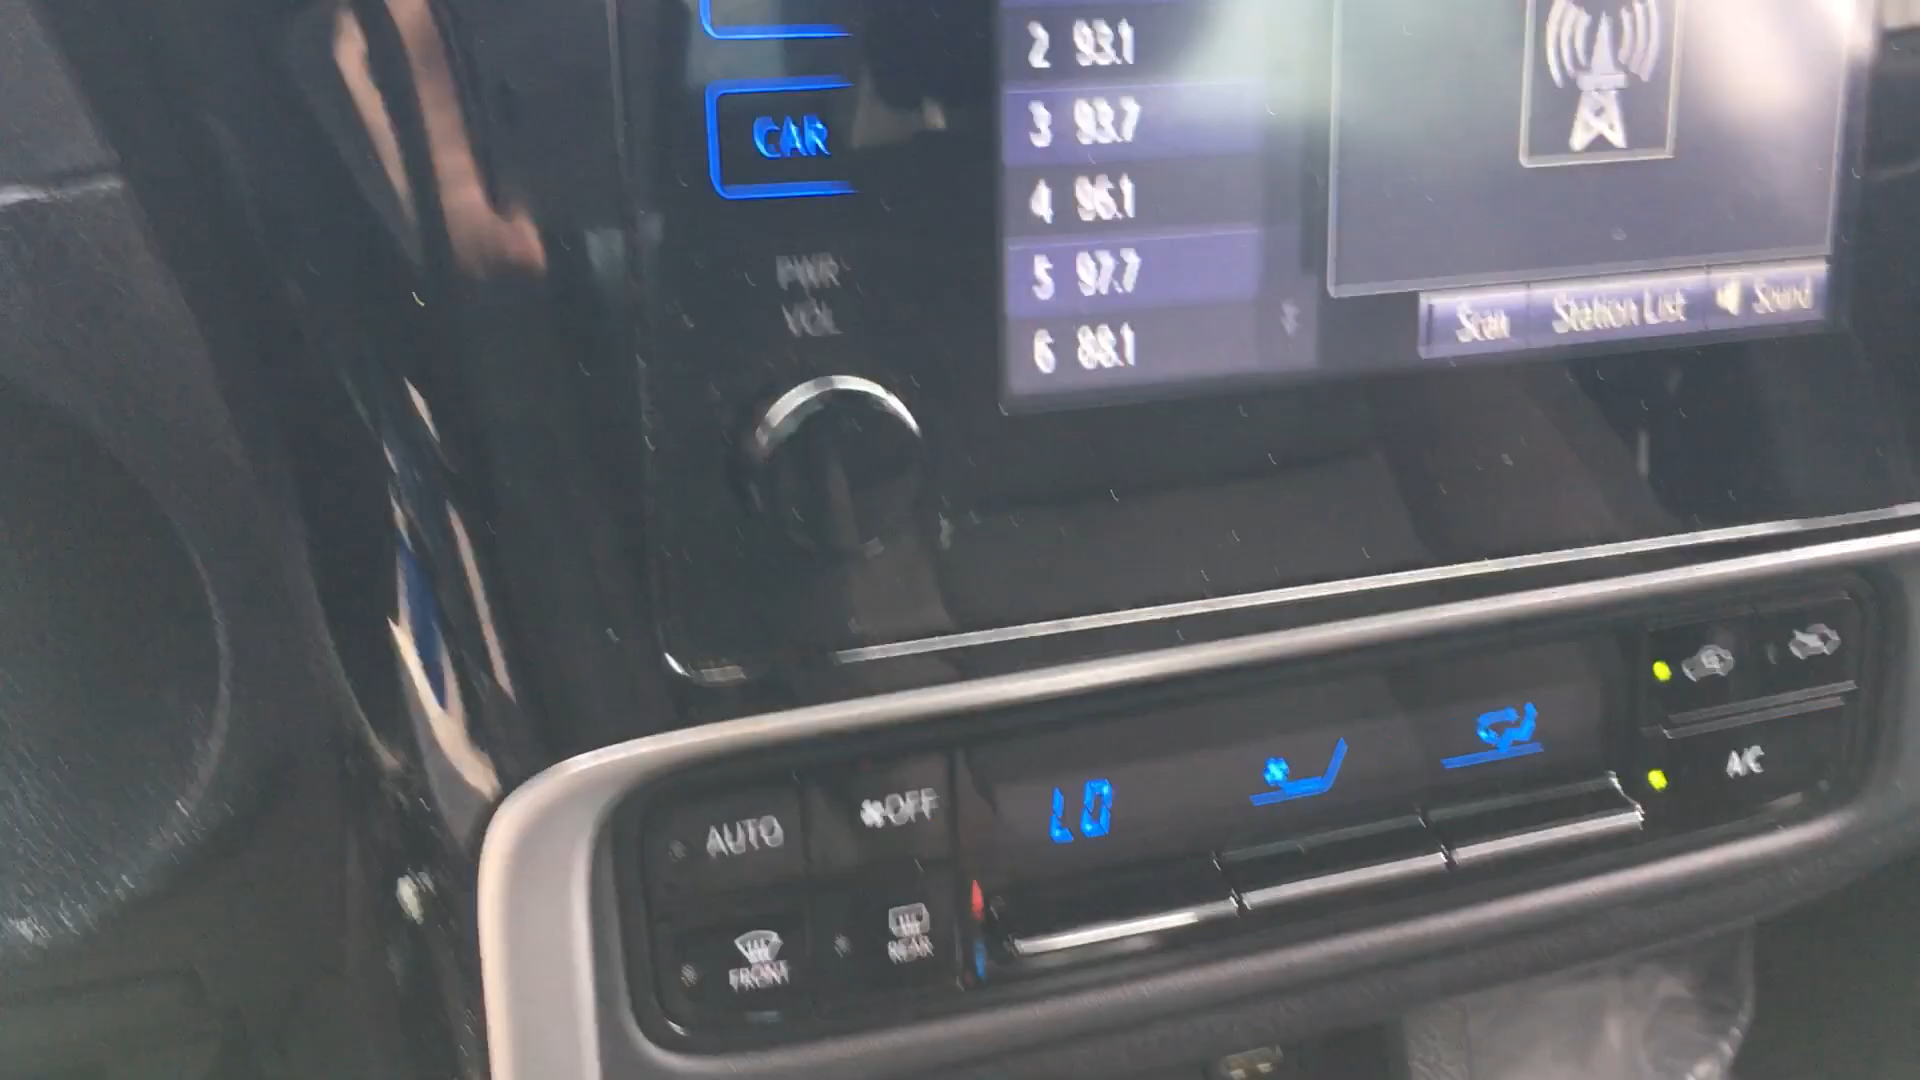 2 93.1
CAR
3 93.7
4 96.1
PWR
VOL
5 97.7
6 88.1
Scan
Station List
Sound
AUTO
OFF
LO
A/C
FRONT
REAR